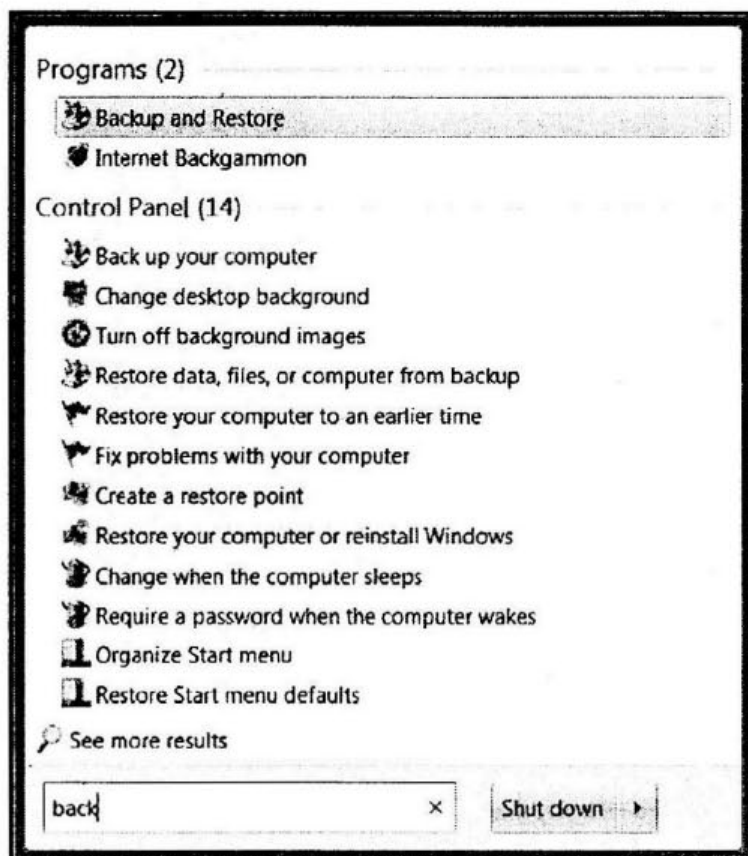 Programs (2)
Backup and Restore
Internet Backgammon
Control Panel (14)
Back up your computer
Change desktop background
Turn off background images
Restore data, files, or computer from backup
Restore your computer to an earlier time
Fix problems with your computer
Create a restore point
Restore your computer or reinstall Windows
Change when the computer sleeps
Require a password when the computer wakes
Organize Start menu
Restore Start menu defaults
See more results
back × Shut down